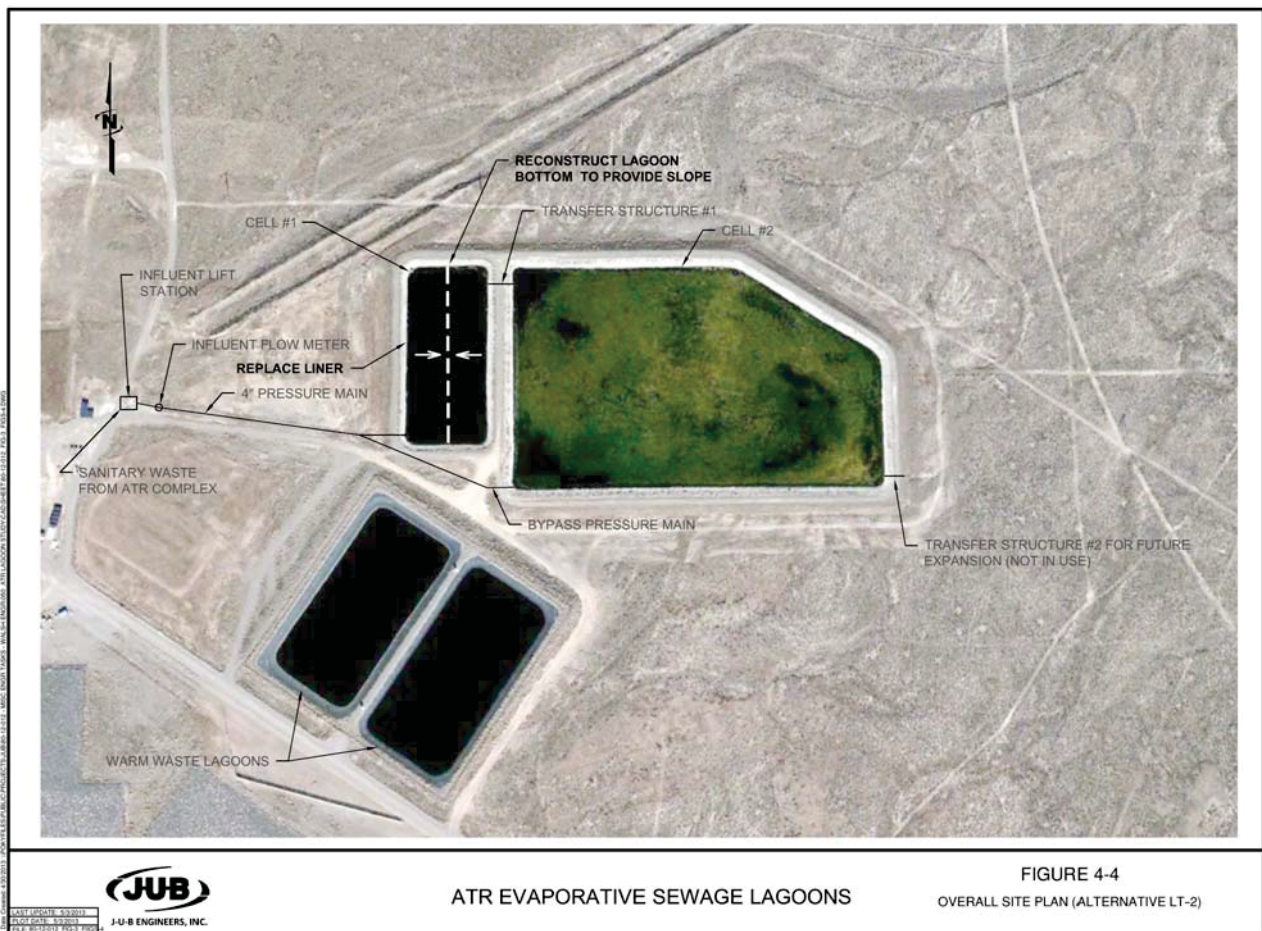 N
RECONSTRUCT LAGOON
BOTTOM TO PROVIDE SLOPE
TRANSFER STRUCTURE #1
CELL #1
CELL #2
INFLUENT LIFT
STATION
INFLUENT FLOW METER
REPLACE LINER
4" PRESSURE MAIN
SANITARY WASTE
FROM ATR COMPLEX
BYPASS PRESSURE MAIN
TRANSFER STRUCTURE #2 FOR FUTURE
EXPANSION (NOT IN USE)
WARM WASTE LAGOONS
JUB
J-U-B ENGINEERS, INC.
ATR EVAPORATIVE SEWAGE LAGOONS
FIGURE 4-4
OVERALL SITE PLAN (ALTERNATIVE LT-2)
LAST UPDATE: 5/3/2013
PLOT DATE: 5/3/2013